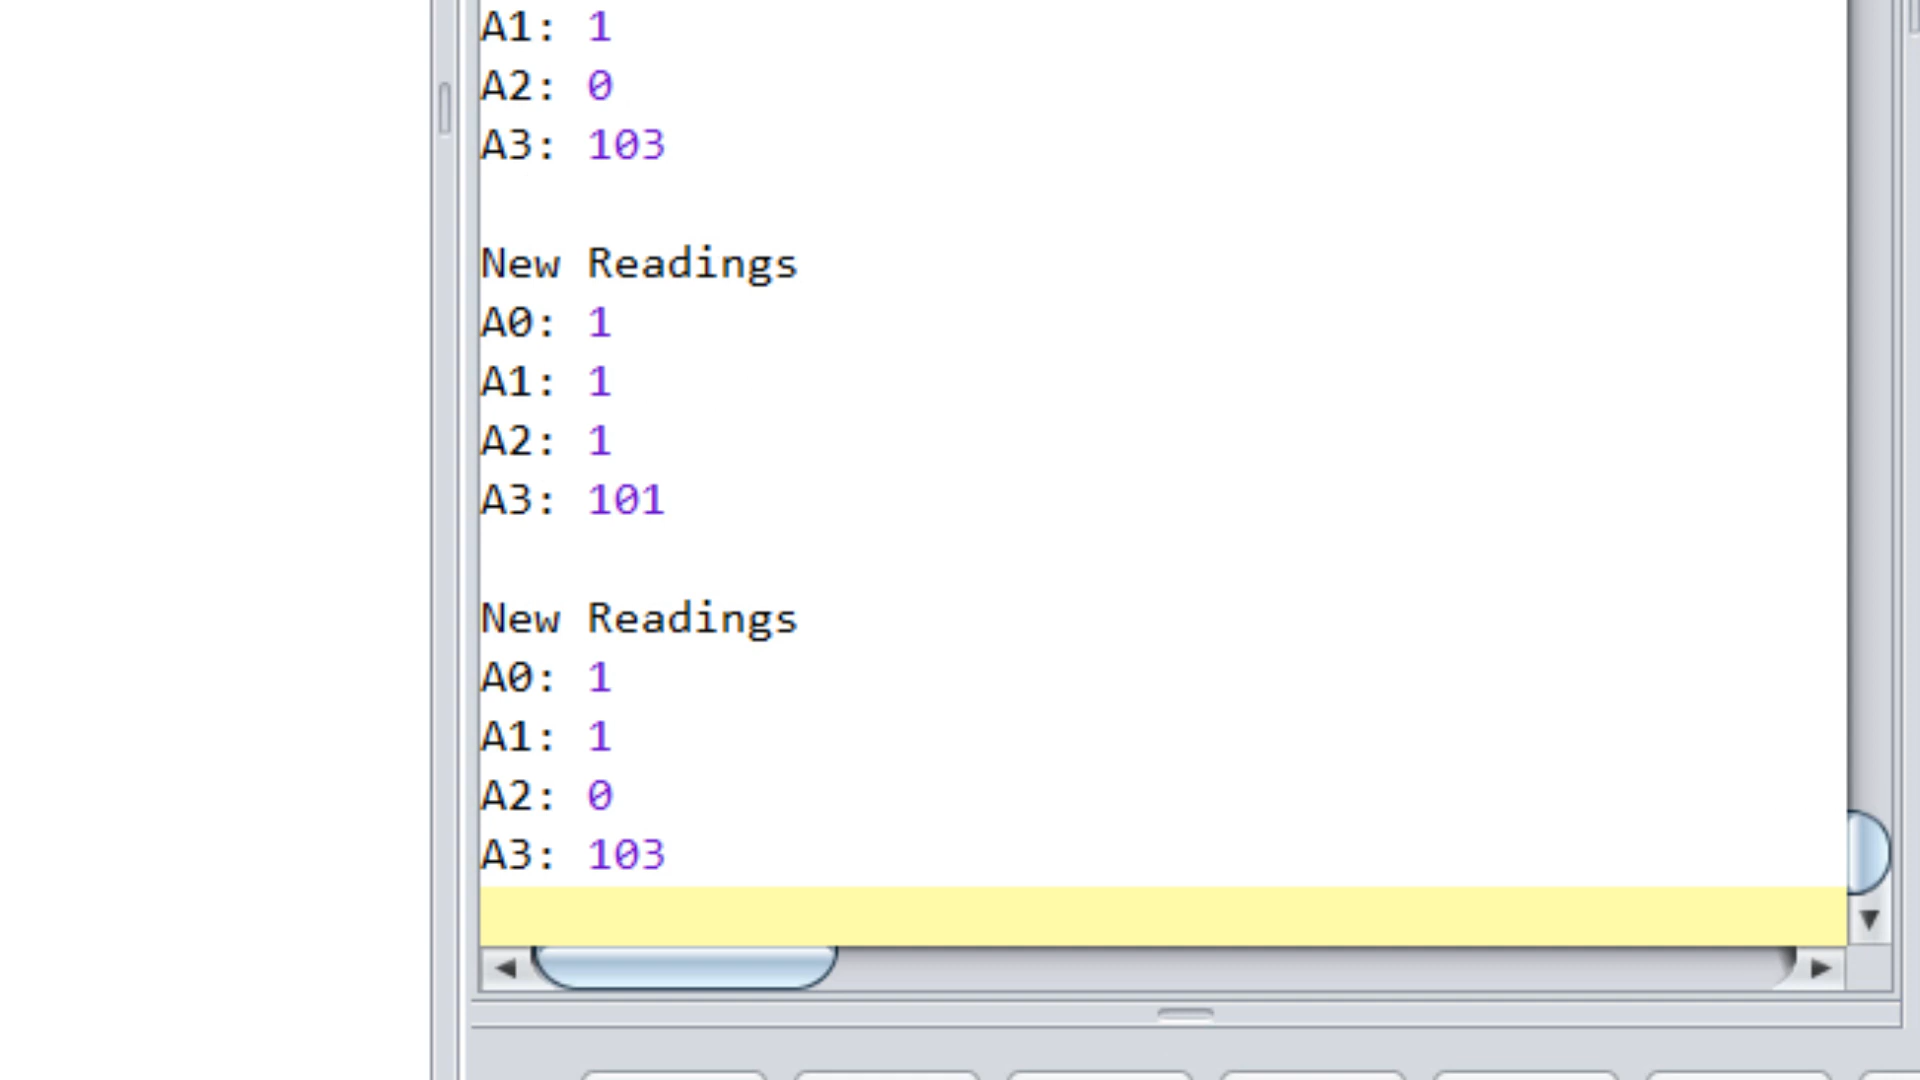 A1: 1
A2: 0
A3: 103
New Readings
A0: 1
A1: 1
A2: 1
A3: 101
New Readings
A0: 1
A1: 1
A2: 0
A3: 103